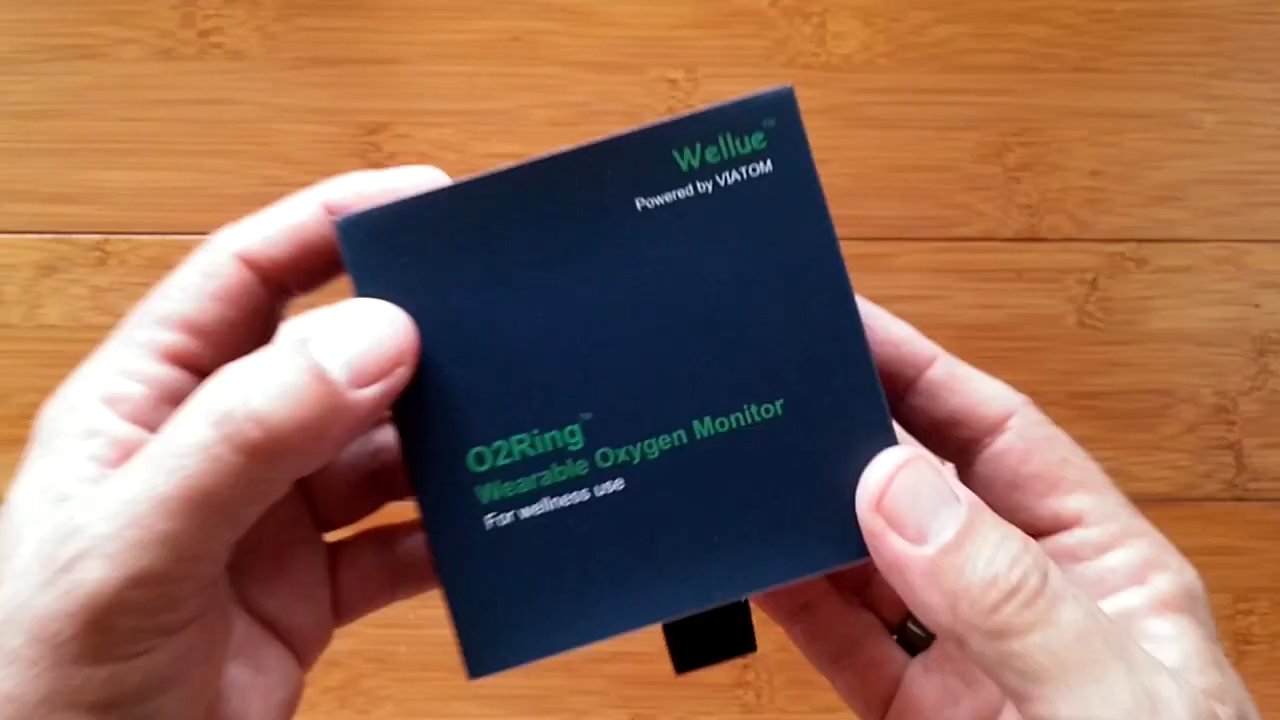 Wellue™
Powered by VIATOM
O2Ring™
Wearable Oxygen Monitor
For wellness use